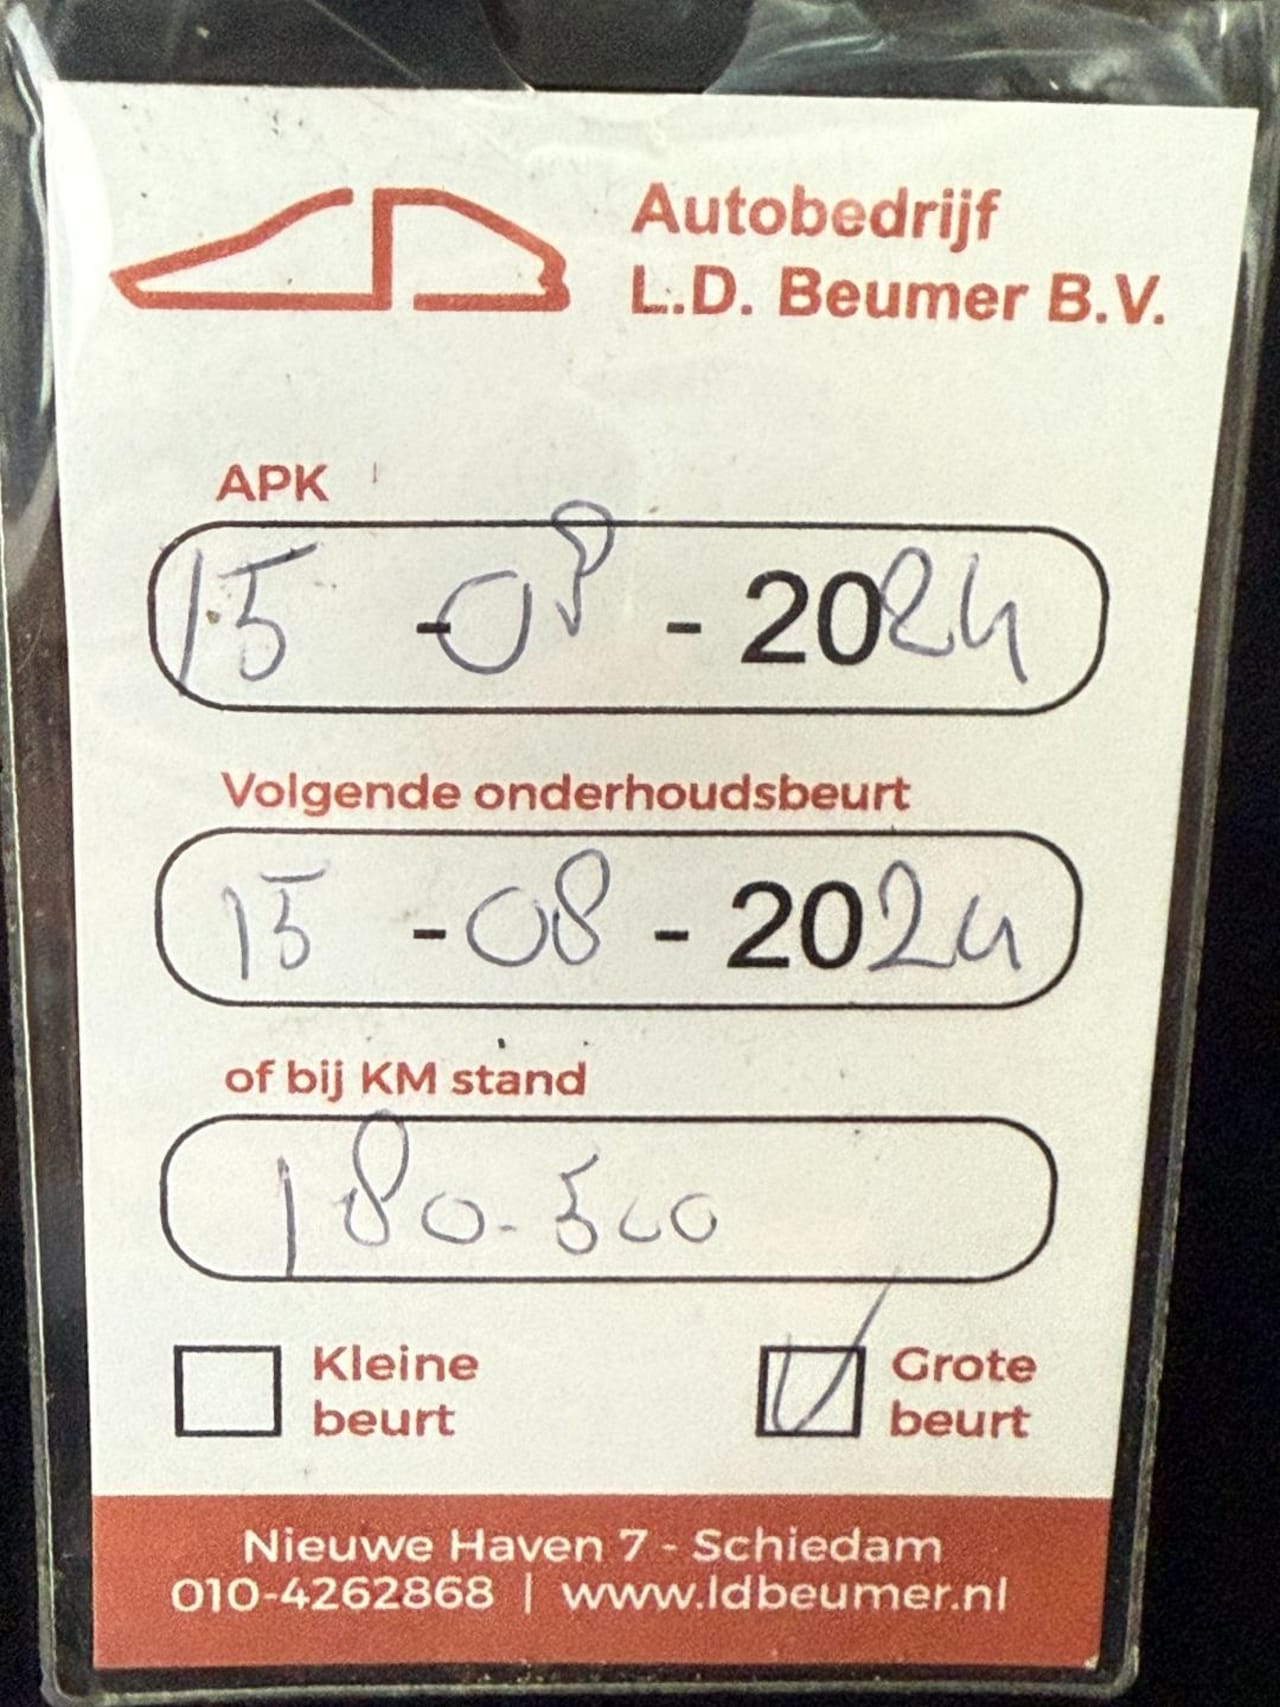 Autobedrijf
L.D. Beumer B.V.
APK
15 - 08 - 2024
Volgende onderhoudsbeurt
15 - 08 - 2024
of bij KM stand
180-500
Kleine beurt
Grote beurt
Nieuwe Haven 7 - Schiedam
010-4262868 | www.ldbeumer.nl